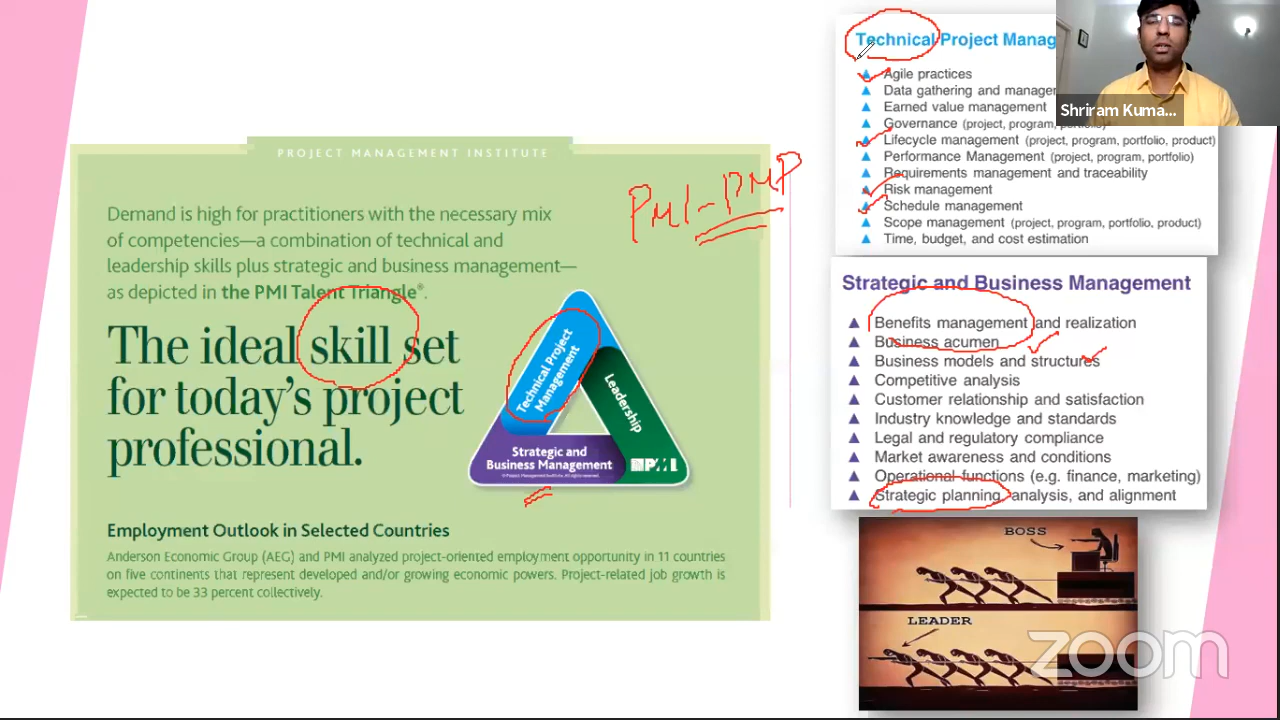 PROJECT MANAGEMENT INSTITUTE
Demand is high for practitioners with the necessary mix
of competencies—a combination of technical and
leadership skills plus strategic and business management—
as depicted in the PMI Talent Triangle®.
The ideal skill set
for today's project
professional.
Technical Project
Management
Leadership
Strategic and
Business Management
© Project Management Institute. All rights reserved.
PMI
Employment Outlook in Selected Countries
Anderson Economic Group (AEG) and PMI analyzed project-oriented employment opportunity in 11 countries
on five continents that represent developed and/or growing economic powers. Project-related job growth is
expected to be 33 percent collectively.
PMI-PMP
Technical Project Manag
Agile practices
Data gathering and
Earned value management
Governance (project, program, portfolio)
Lifecycle management (project, program, portfolio, product)
Performance Management (project, program, portfolio)
Requirements management and traceability
Risk management
Schedule management
Scope management (project, program, portfolio, product)
Time, budget, and cost estimation
Shriram Kuma...
Strategic and Business Management
Benefits management and realization
Business acumen
Business models and structures
Competitive analysis
Customer relationship and satisfaction
Industry knowledge and standards
Legal and regulatory compliance
Market awareness and conditions
Operational functions (e.g. finance, marketing)
Strategic planning, analysis, and alignment
BOSS
LEADER
zoom